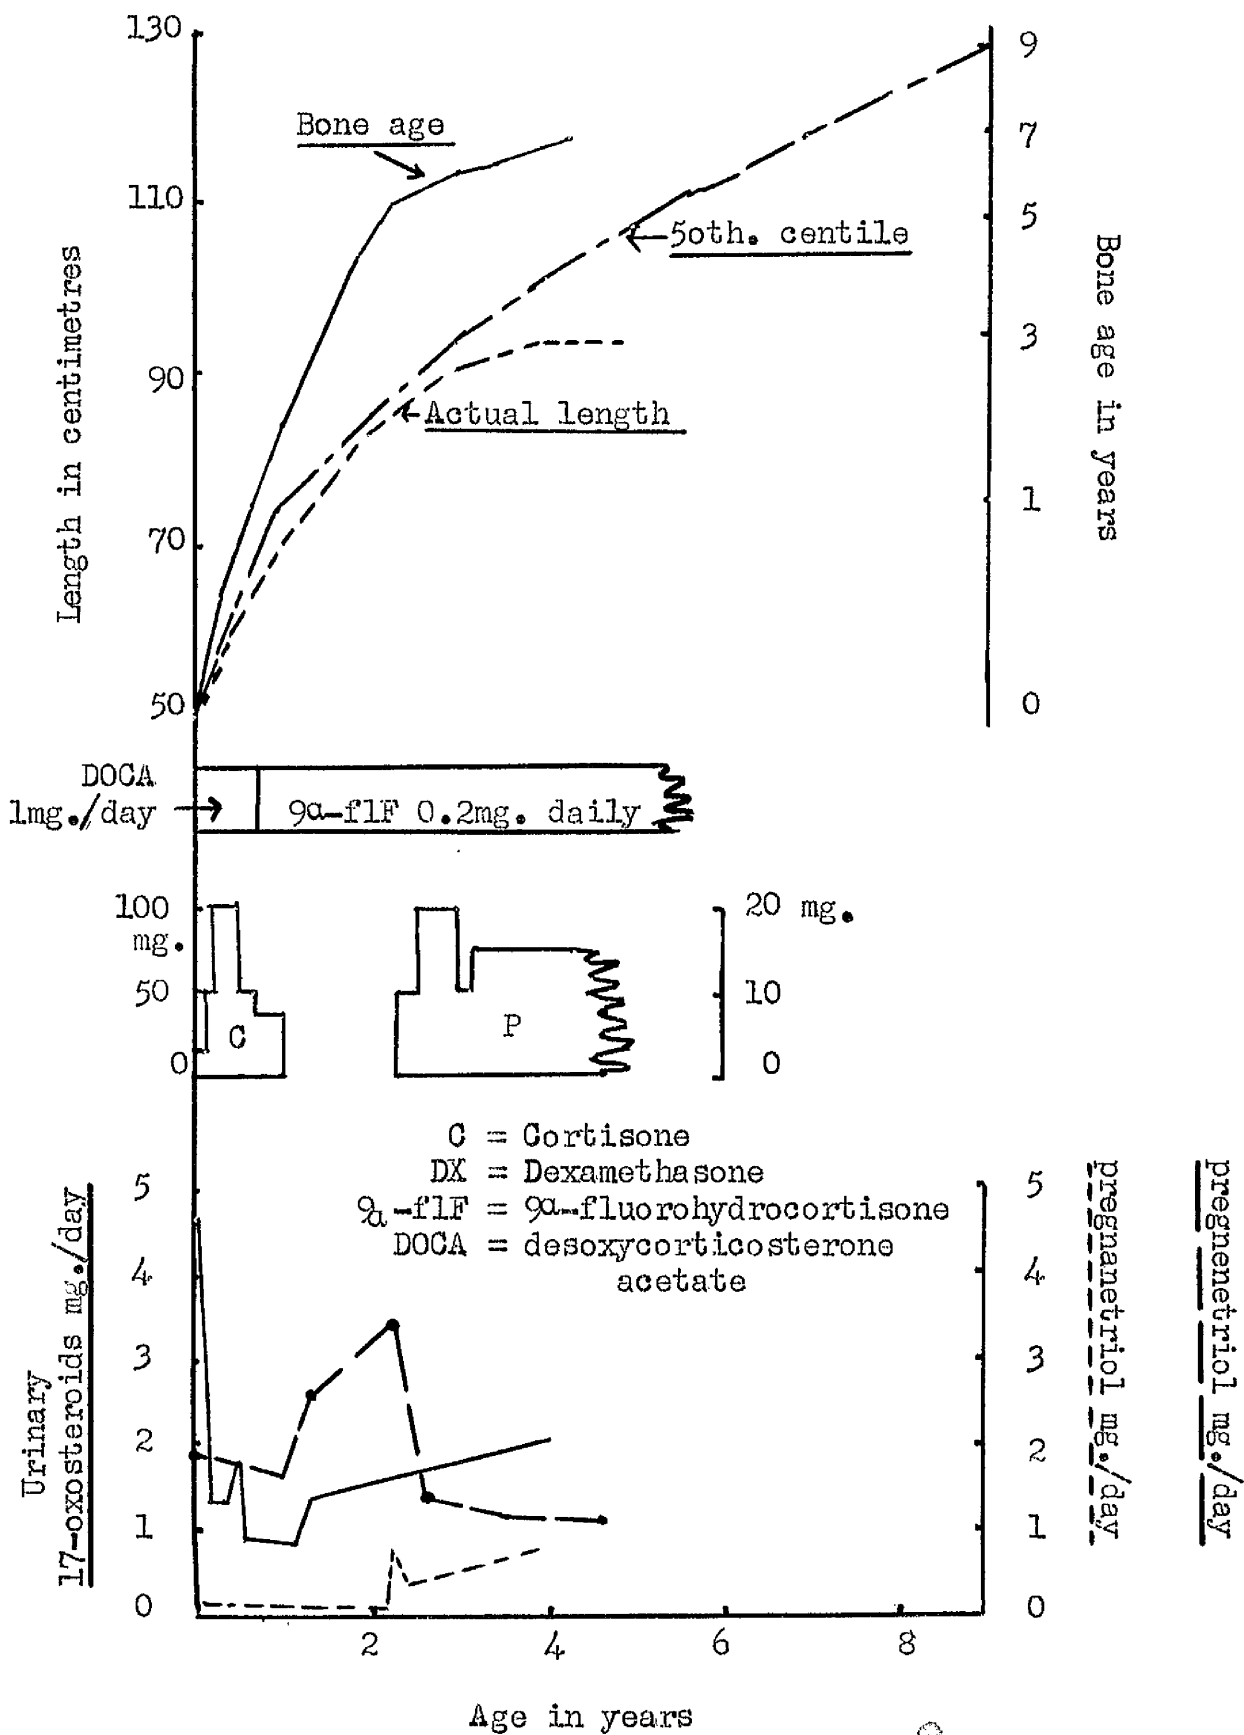 130
110
90
70
50
Length in centimetres
Bone age
50th. centile
Actual length
9
7
5
3
1
0
Bone age in years
DOCA
1mg./day
9α-flF 0.2mg. daily
100
mg.
50
0
C
P
20 mg.
10
0
C = Cortisone
DX = Dexamethasone
9α-flF = 9α-fluorohydrocortisone
DOCA = desoxycorticosterone
acetate
Urinary
17-oxosteroids mg./day
5
4
3
2
1
0
5
4
3
2
1
0
pregnanetriol mg./day
pregnenetriol mg./day
2
4
6
8
Age in years